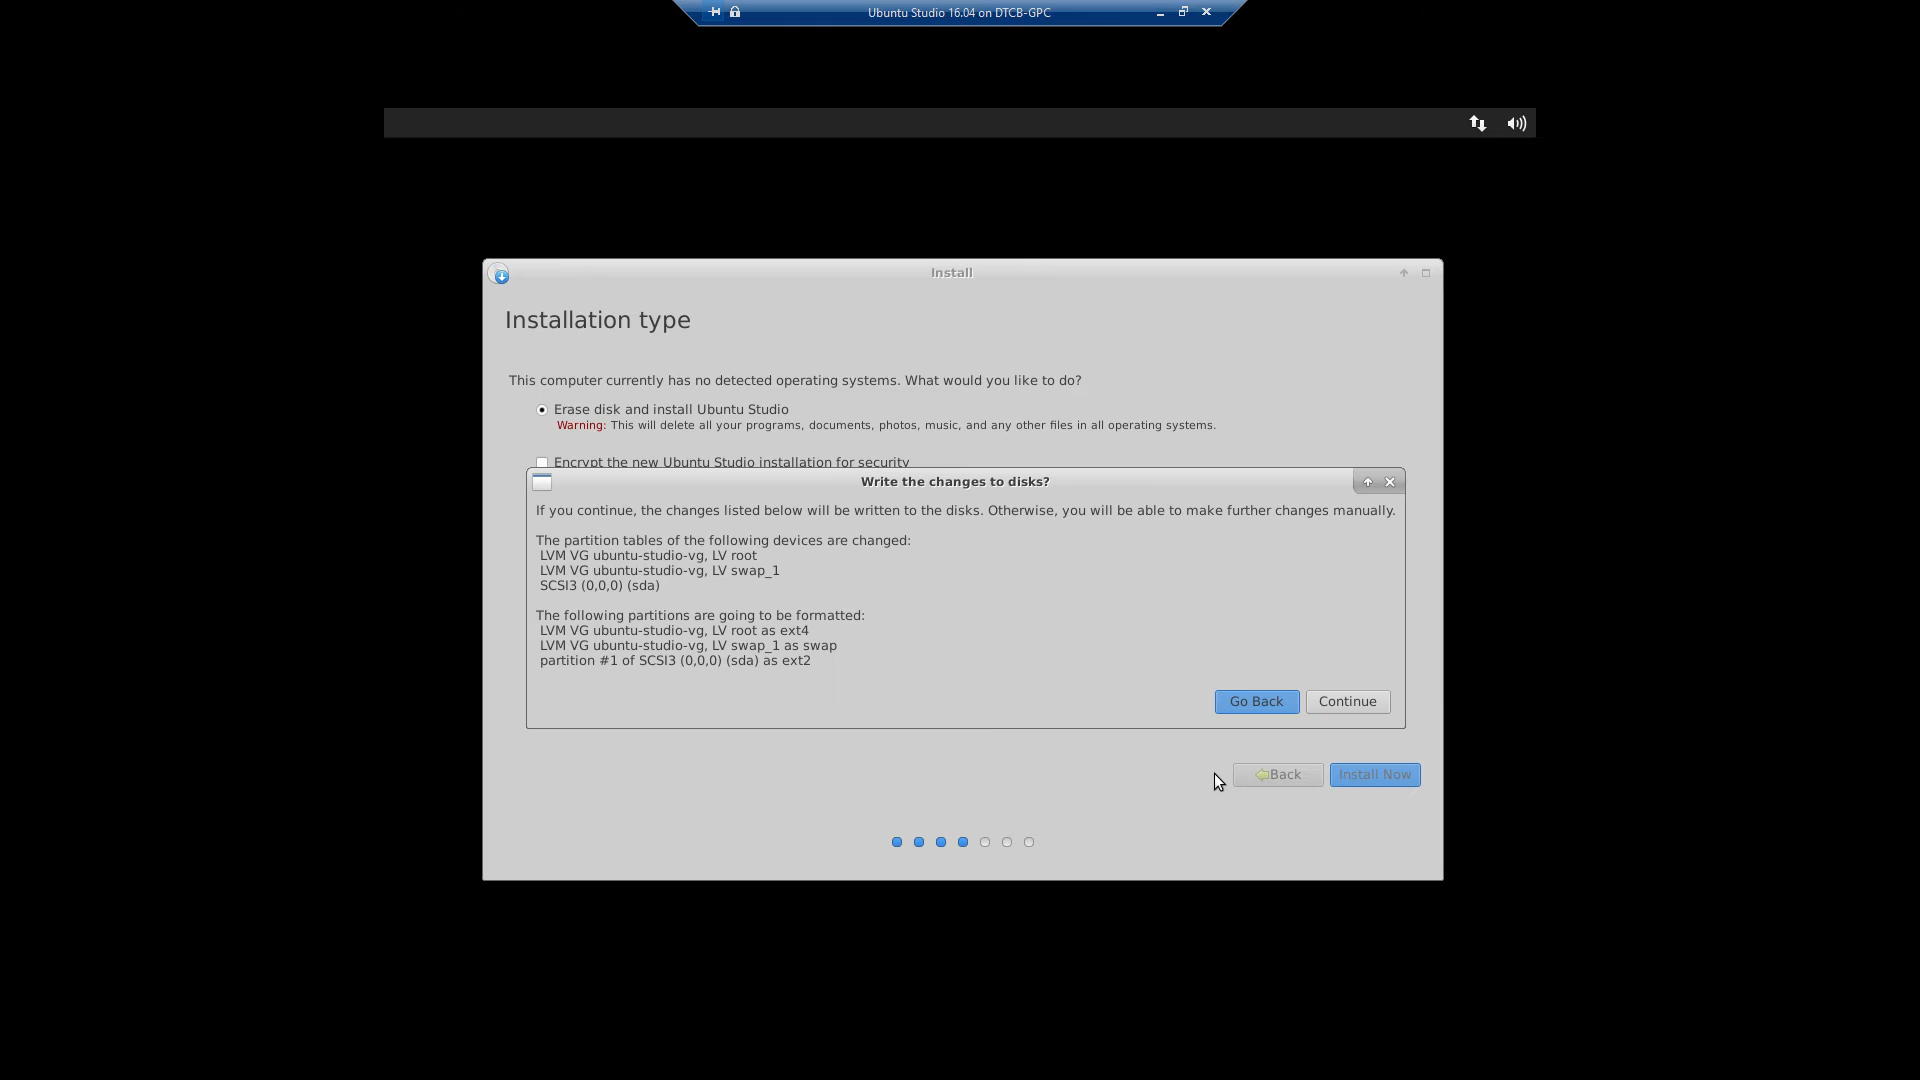 Ubuntu Studio 16.04 on DTCB-GPC
Install
Installation type
This computer currently has no detected operating systems. What would you like to do?
Erase disk and install Ubuntu Studio
Warning: This will delete all your programs, documents, photos, music, and any other files in all operating systems.
Encrypt the new Ubuntu Studio installation for security
Write the changes to disks?
If you continue, the changes listed below will be written to the disks. Otherwise, you will be able to make further changes manually.
The partition tables of the following devices are changed:
LVM VG ubuntu-studio-vg, LV root
LVM VG ubuntu-studio-vg, LV swap_1
SCSI3 (0,0,0) (sda)
The following partitions are going to be formatted:
LVM VG ubuntu-studio-vg, LV root as ext4
LVM VG ubuntu-studio-vg, LV swap_1 as swap
partition #1 of SCSI3 (0,0,0) (sda) as ext2
Go Back Continue
Back Install Now